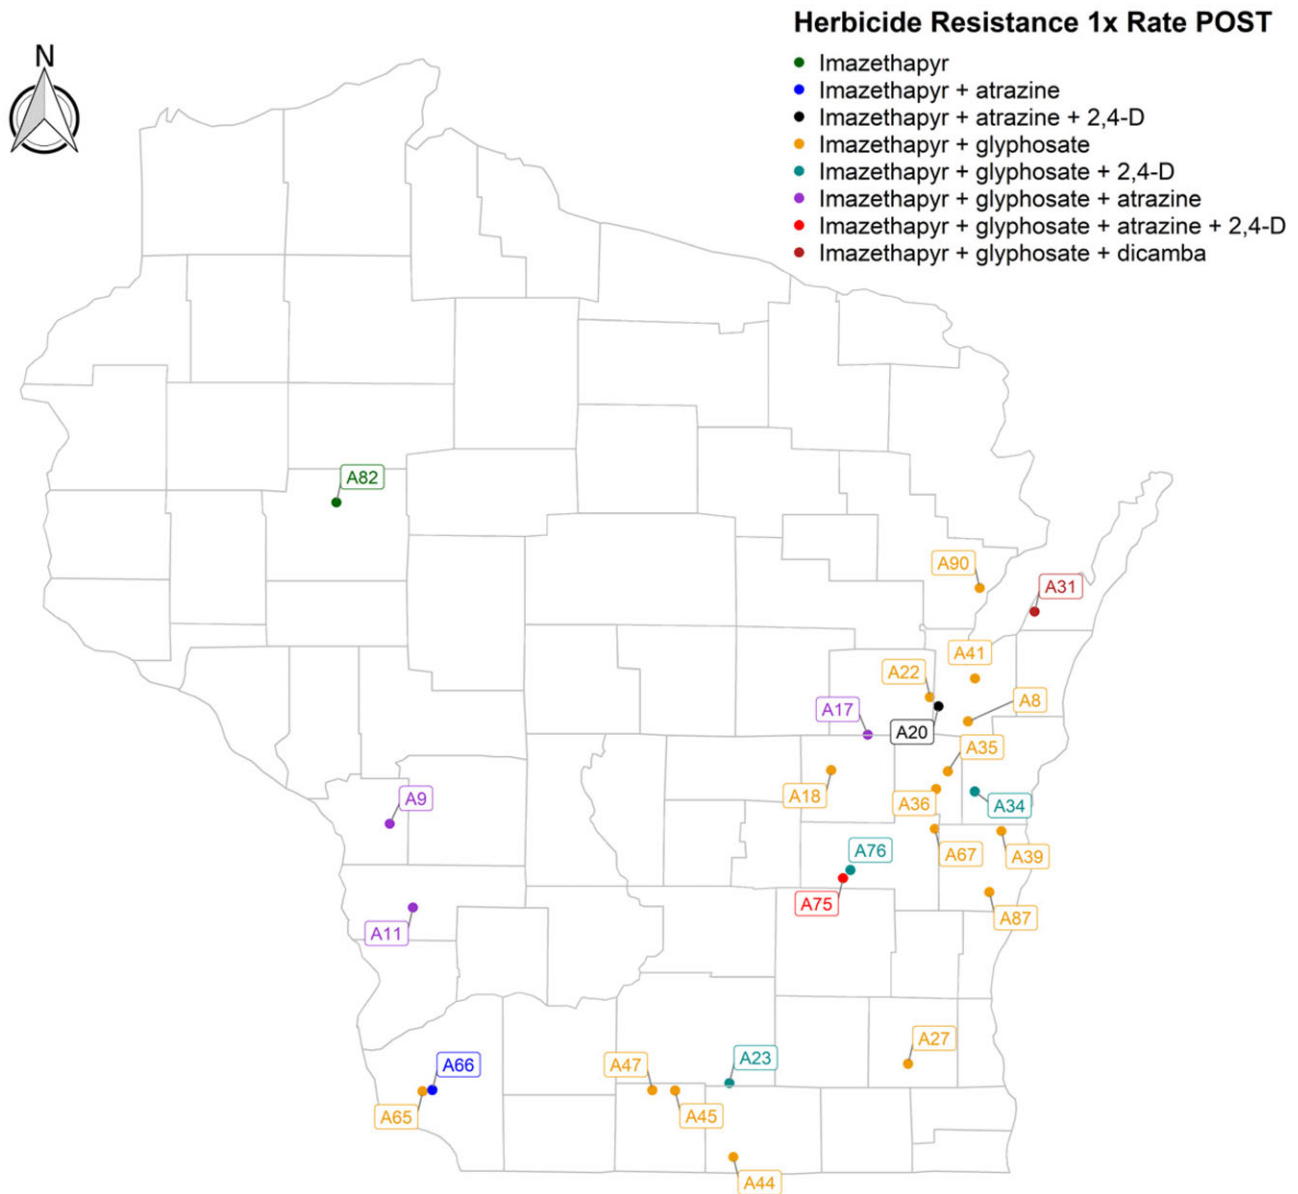 Herbicide Resistance 1x Rate POST
N
Imazethapyr
Imazethapyr + atrazine
Imazethapyr + atrazine + 2,4-D
Imazethapyr + glyphosate
Imazethapyr + glyphosate + 2,4-D
Imazethapyr + glyphosate + atrazine
Imazethapyr + glyphosate + atrazine + 2,4-D
Imazethapyr + glyphosate + dicamba
A82
A90
A31
A41
A22
A8
A17
A20
A35
A18
A9
A36
A34
A76
A67
A39
A75
A87
A11
A27
A66
A47
A23
A65
A45
A44